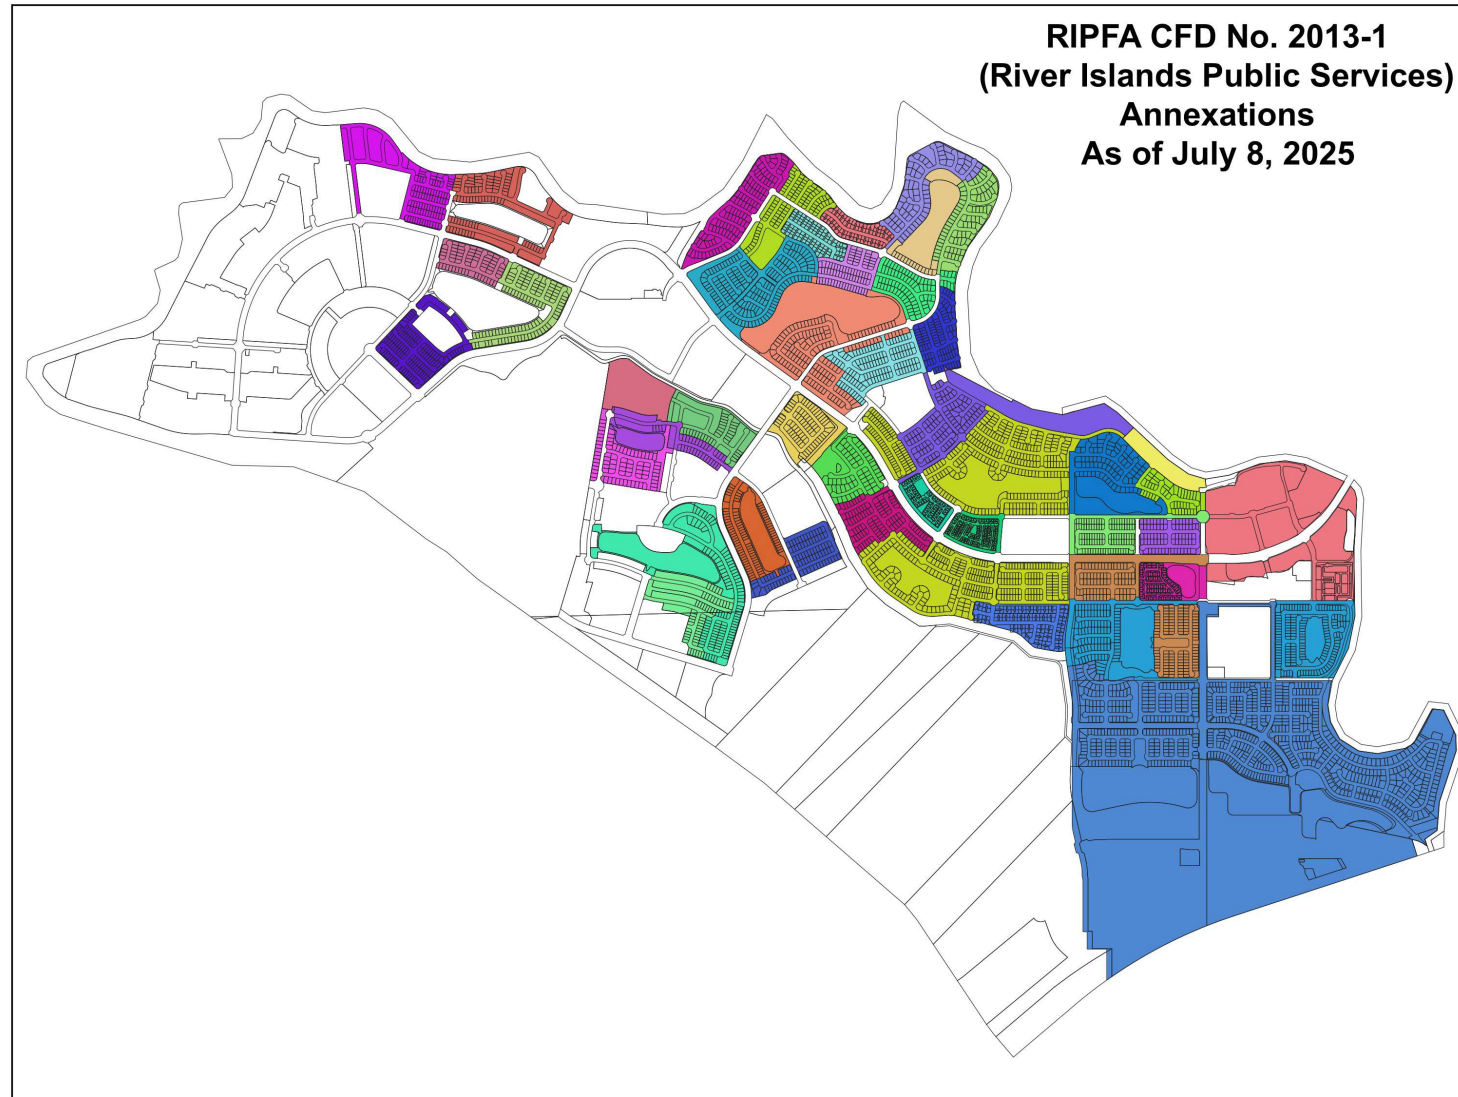 RIPFA CFD No. 2013-1
(River Islands Public Services)
Annexations
As of July 8, 2025